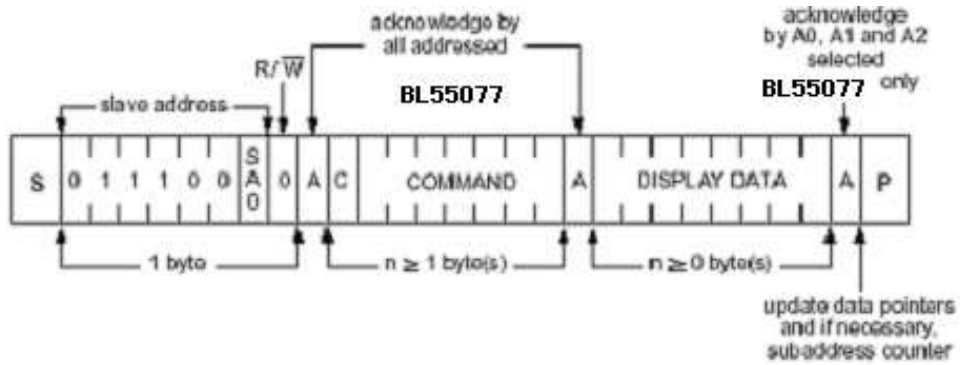 acknowledge by
all addressed
BL55077
acknowledge
by A0, A1 and A2
selected
BL55077 only
R/W̅
slave address
S 0 1 1 1 0 0 SA0 0 A C COMMAND A DISPLAY DATA A P
1 byte
n ≥ 1 byte(s)
n ≥ 0 byte(s)
update data pointers
and if necessary,
subaddress counter